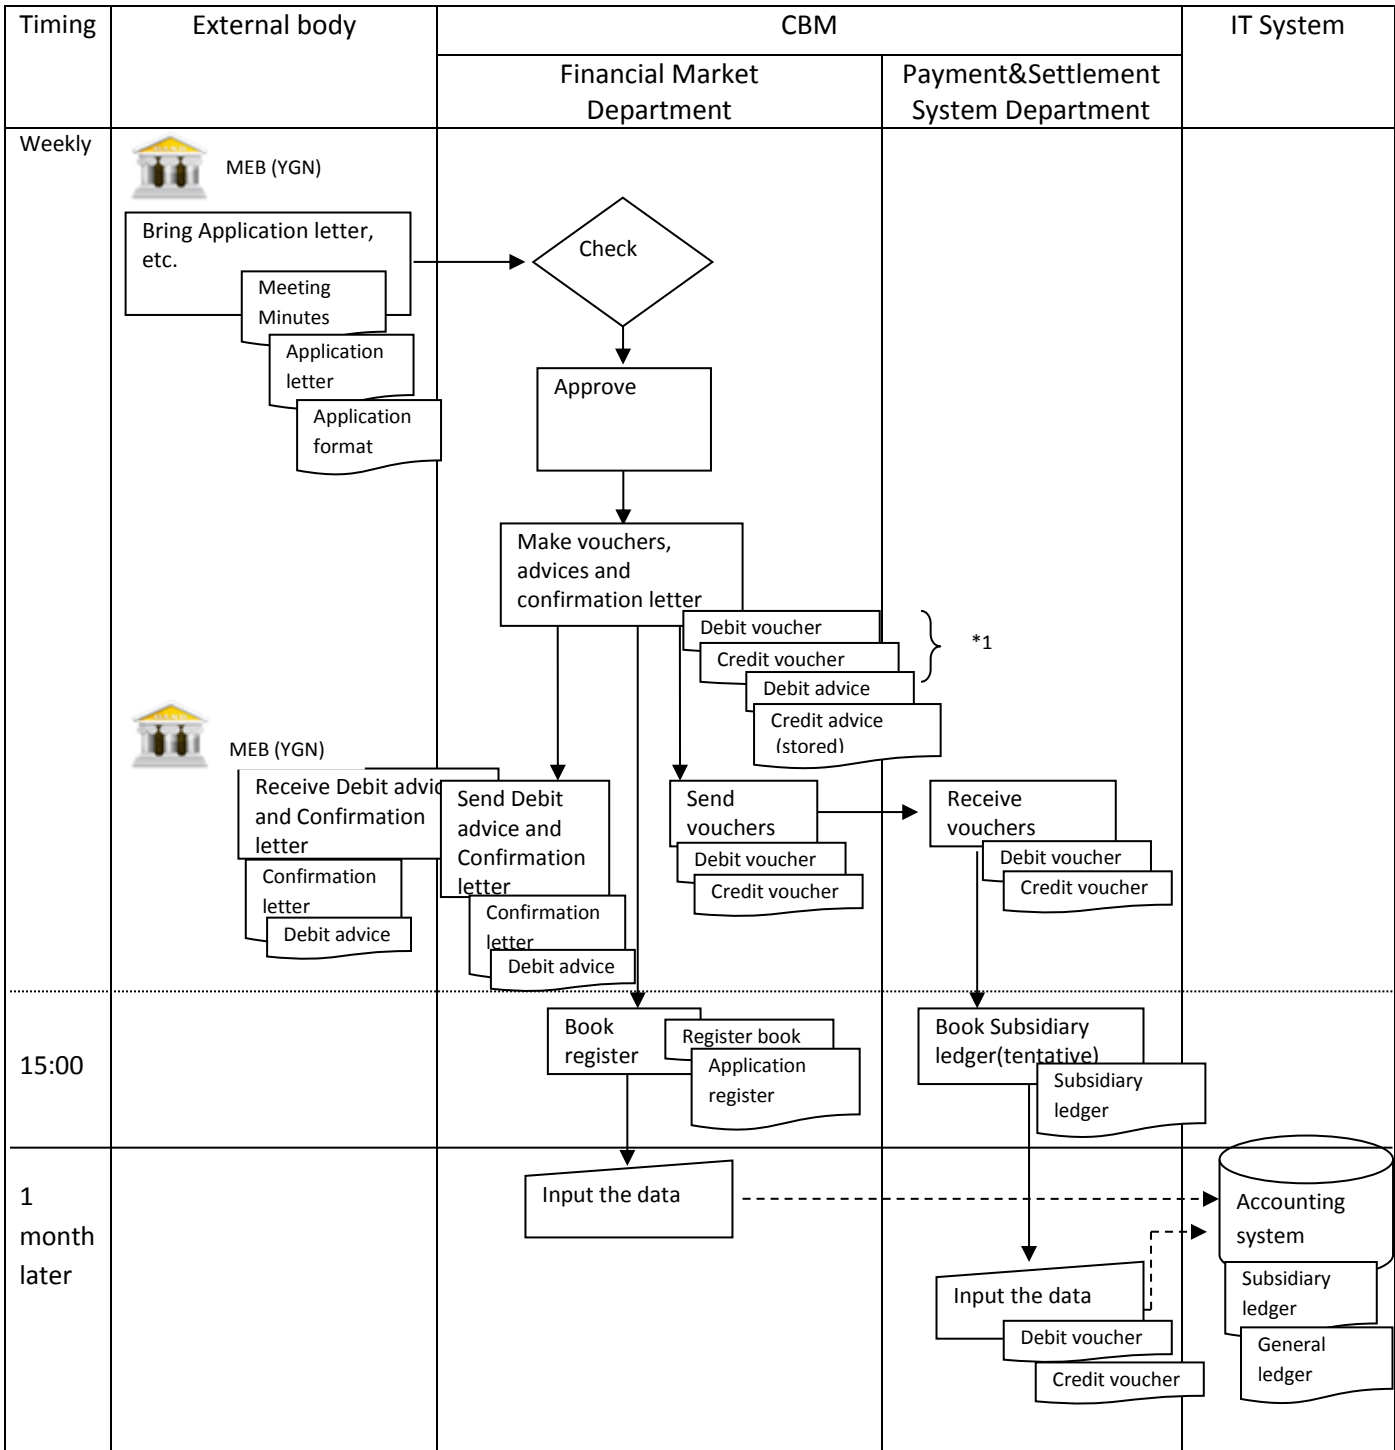 Timing
External body
CBM
IT System
Financial Market
Department
Payment&Settlement
System Department
Weekly
MEB (YGN)
Bring Application letter,
etc.
Meeting
Minutes
Application
letter
Application
format
Check
Approve
Make vouchers,
advices and
confirmation letter
Debit voucher
Credit voucher
Debit advice
Credit advice
(stored)
*1
MEB (YGN)
Receive Debit advic
and Confirmation
letter
Confirmation
letter
Debit advice
Send Debit
advice and
Confirmation
letter
Confirmation
letter
Debit advice
Send
vouchers
Debit voucher
Credit voucher
Receive
vouchers
Debit voucher
Credit voucher
15:00
Book
register
Register book
Application
register
Book Subsidiary
ledger(tentative)
Subsidiary
ledger
1
month
later
Input the data
Input the data
Debit voucher
Credit voucher
Accounting
system
Subsidiary
ledger
General
ledger